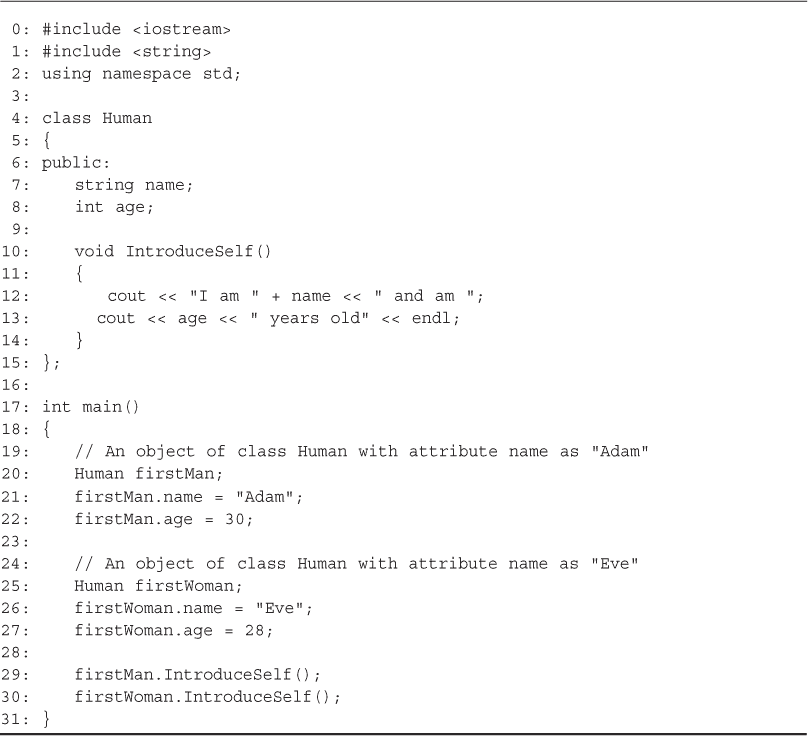 0: #include <iostream>
1: #include <string>
2: using namespace std;
3:
4: class Human
5: {
6: public:
7:    string name;
8:    int age;
9:
10:    void IntroduceSelf()
11:    {
12:       cout << "I am " + name << " and am ";
13:      cout << age << " years old" << endl;
14:    }
15: };
16:
17: int main()
18: {
19:    // An object of class Human with attribute name as "Adam"
20:    Human firstMan;
21:    firstMan.name = "Adam";
22:    firstMan.age = 30;
23:
24:    // An object of class Human with attribute name as "Eve"
25:    Human firstWoman;
26:    firstWoman.name = "Eve";
27:    firstWoman.age = 28;
28:
29:    firstMan.IntroduceSelf();
30:    firstWoman.IntroduceSelf();
31: }